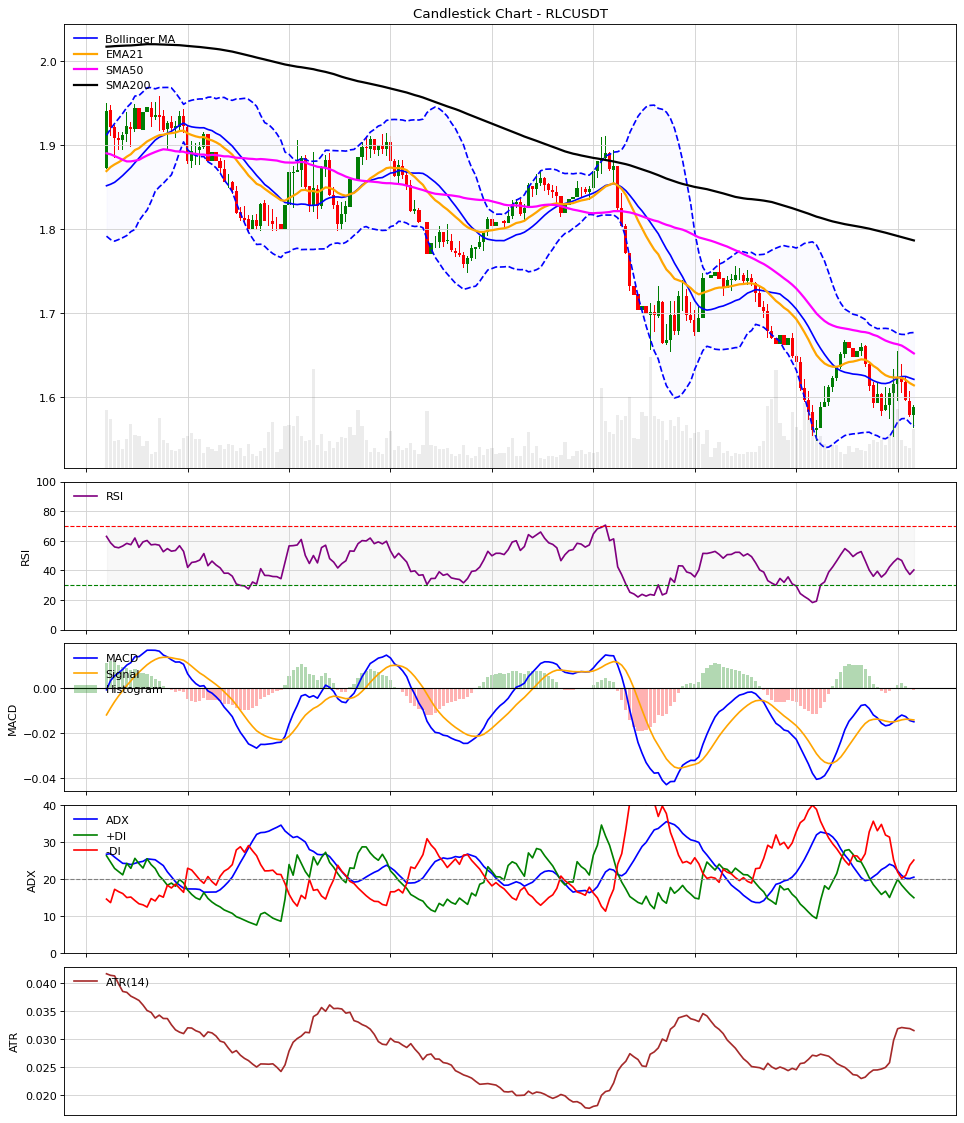 Candlestick Chart - RLCUSDT
Bollinger MA
EMA21
SMA50
SMA200
2.0
1.9
1.8
1.7
1.6
RSI
100
80
60
40
20
0
RSI
MACD
Signal
Histogram
0.00
−0.02
−0.04
MACD
ADX
+DI
-DI
40
30
20
10
0
ADX
ATR(14)
0.040
0.035
0.030
0.025
0.020
ATR